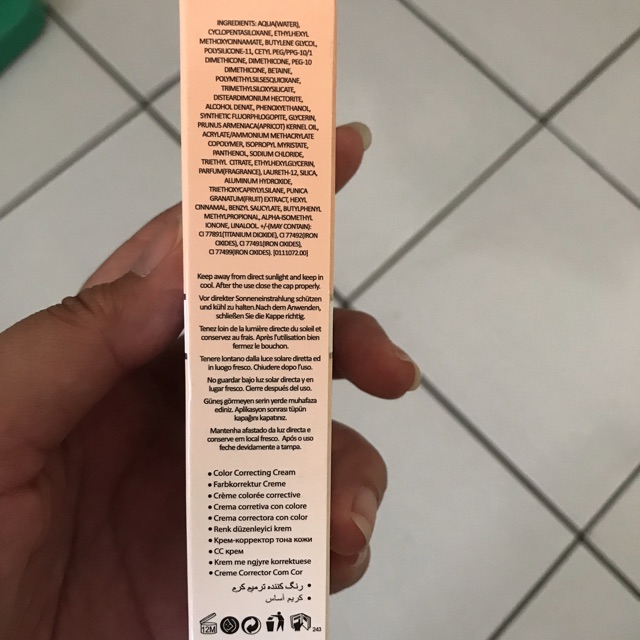 INGREDIENTS: AQUA(WATER),
CYCLOPENTASILOXANE, ETHYLHEXYL
METHOXYCINNAMATE, BUTYLENE GLYCOL,
POLYSILICONE-11, CETYL PEG/PPG-10/1
DIMETHICONE, DIMETHICONE, PEG-10
DIMETHICONE, BETAINE,
POLYMETHYLSILSESQUIOXANE,
TRIMETHYLSILOXYSILICATE,
DISTEARDIMONIUM HECTORITE,
ALCOHOL DENAT, PHENOXYETHANOL,
SYNTHETIC FLUORPHLOGOPITE, GLYCERIN,
PRUNUS ARMENIACA(APRICOT) KERNEL OIL,
ACRYLATE/AMMONIUM METHACRYLATE
COPOLYMER, ISOPROPYL MYRISTATE,
PANTHENOL, SODIUM CHLORIDE,
TRIETHYL CITRATE, ETHYLHEXYLGLYCERIN,
PARFUM(FRAGRANCE), LAURETH-12, SILICA,
ALUMINUM HYDROXIDE,
TRIETHOXYCAPRYLYLSILANE, PUNICA
GRANATUM(FRUIT) EXTRACT, HEXYL
CINNAMAL, BENZYL SALICYLATE, BUTYLPHENYL
METHYLPROPIONAL, ALPHA-ISOMETHYL
IONONE, LINALOOL. +/-(MAY CONTAIN):
CI 77891(TITANIUM DIOXIDE), CI 77492(IRON
OXIDES), CI 77491(IRON OXIDES),
CI 77499(IRON OXIDES). [0111072.00]
Keep away from direct sunlight and keep in
cool. After the use close the cap properly.
Vor direkter Sonneneinstrahlung schützen
und kühl zu halten.Nach dem Anwenden,
schließen Sie die Kappe richtig.
Tenez loin de la lumière directe du soleil et
conservez au frais. Après l'utilisation bien
fermez le bouchon.
Tenere lontano dalla luce solare diretta ed
in luogo fresco. Chiudere dopo l'uso.
No guardar bajo luz solar directa y en
lugar fresco. Cierre después del uso.
Güneş görmeyen serin yerde muhafaza
ediniz. Aplikasyon sonrası tüpün
kapağını kapatınız.
Mantenha afastado da luz directa e
conserve em local fresco. Após o uso
feche devidamente a tampa.
• Color Correcting Cream
• Farbkorrektur Creme
• Crème colorée corrective
• Crema corretiva con colore
• Crema correctora con color
• Renk düzenleyici krem
• Крем-корректор тона кожи
• СС крем
• Krem me ngjyre korrektuese
• Creme Corrector Com Cor
• رنگ کننده ترمیم کرم
• كريم أساس
12M
243